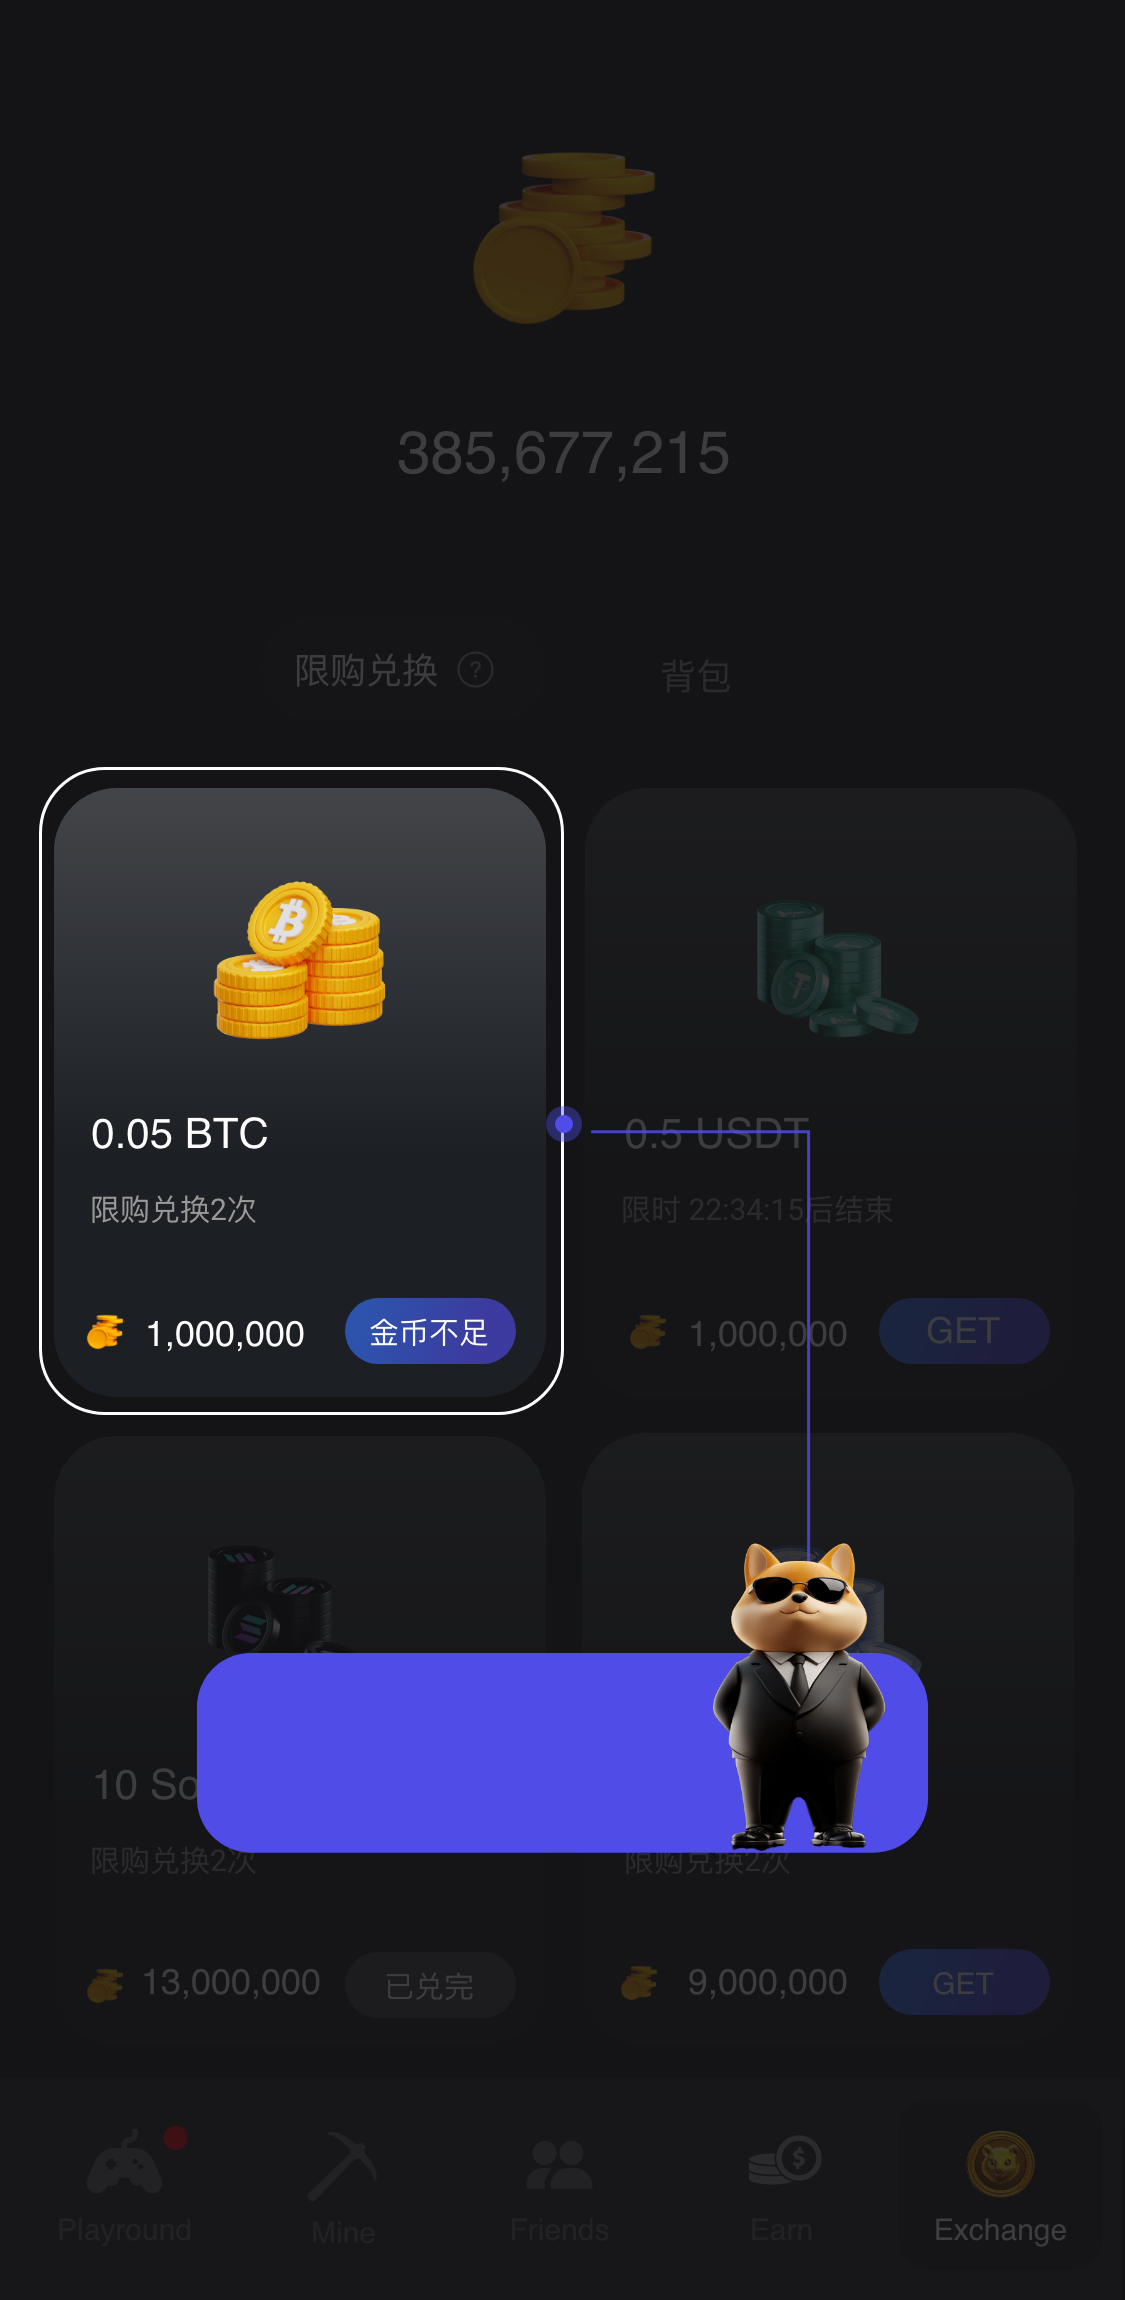 385,677,215
限购兑换 ?
背包
0.05 BTC
限购兑换2次
1,000,000
金币不足
0.5 USDT
限时 22:34:15后结束
1,000,000
GET
10 So
限购兑换2次
13,000,000
已兑完
限购兑换2次
9,000,000
GET
Playround
Mine
Friends
Earn
Exchange